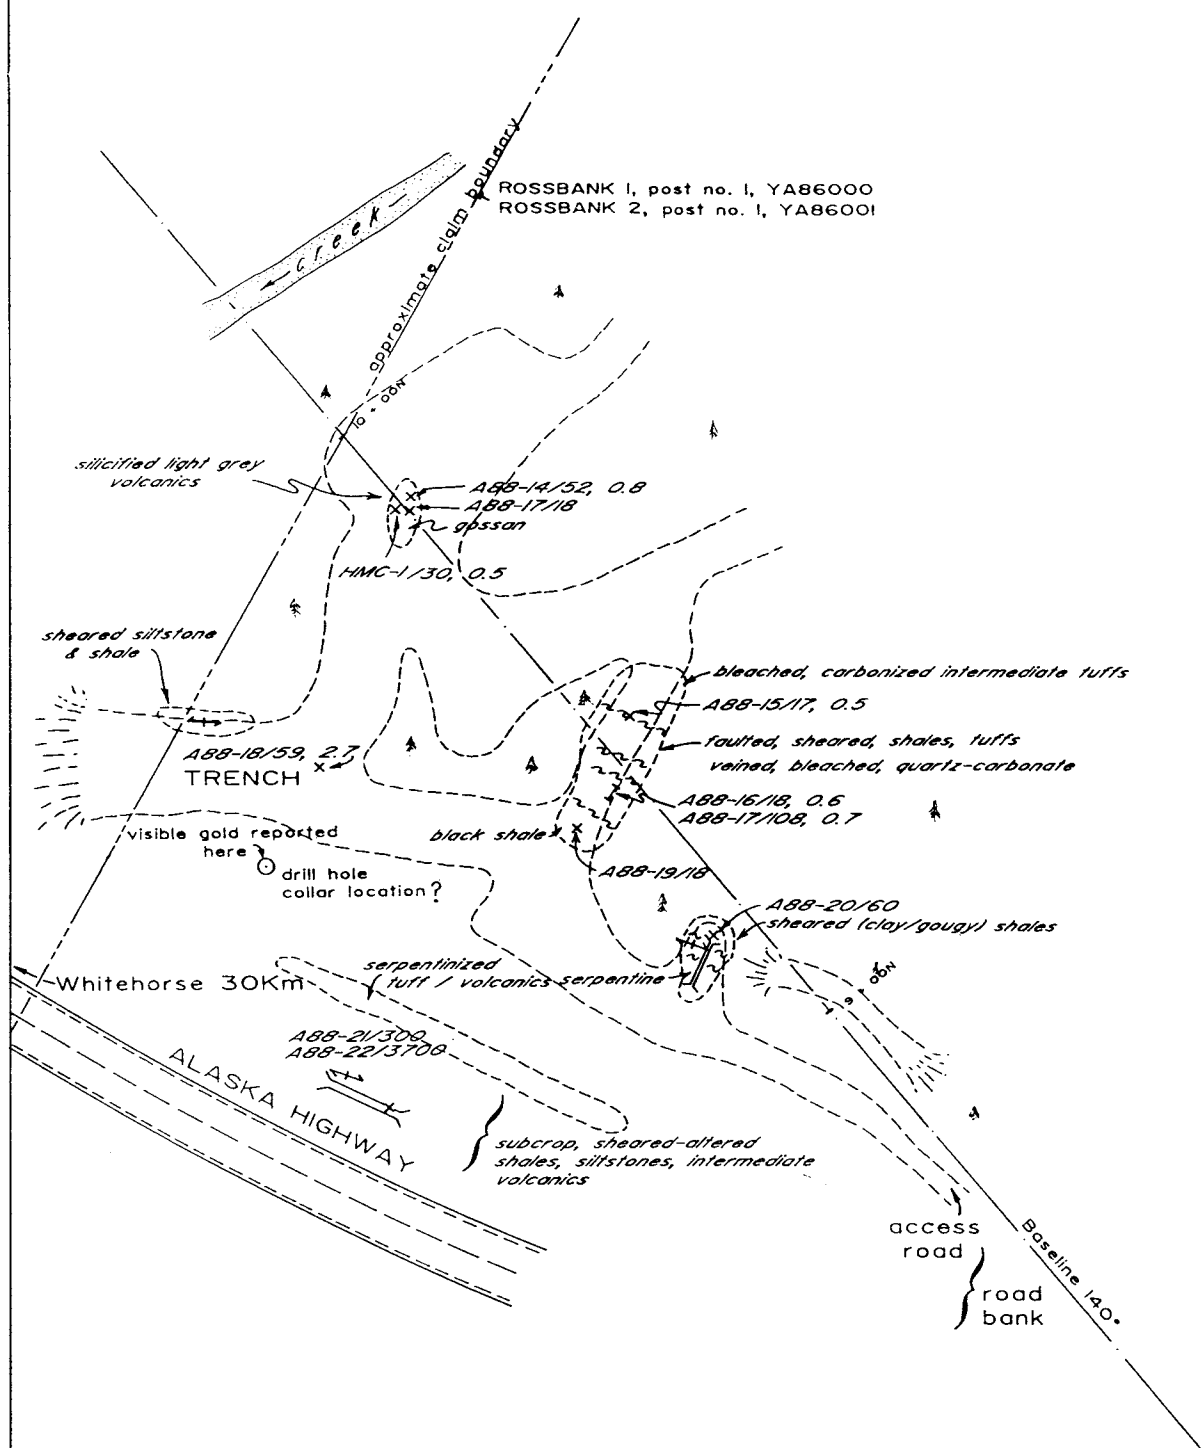 approximate claim boundary
ROSSBANK 1, post no. 1, YA86000
ROSSBANK 2, post no. 1, YA86001
creek
10 + 00N
silicified light grey
volcanics
A88-14/52, 0.8
A88-17/18
gossan
HMC-1/30, 0.5
sheared siltstone
& shale
bleached, carbonized intermediate tuffs
A88-15/17, 0.5
faulted, sheared, shales, tuffs
veined, bleached, quartz-carbonate
A88-18/59, 2.7
TRENCH
A88-16/18, 0.6
A88-17/108, 0.7
visible gold reported
here
black shale
drill hole
collar location?
A88-19/18
A88-20/60
sheared (clay/gougy) shales
serpentinized
tuff / volcanics
serpentine
Whitehorse 30Km
9 + 00N
A88-21/300
A88-22/3700
ALASKA HIGHWAY
subcrop, sheared-altered
shales, siltstones, intermediate
volcanics
access
road
road
bank
Baseline 140°